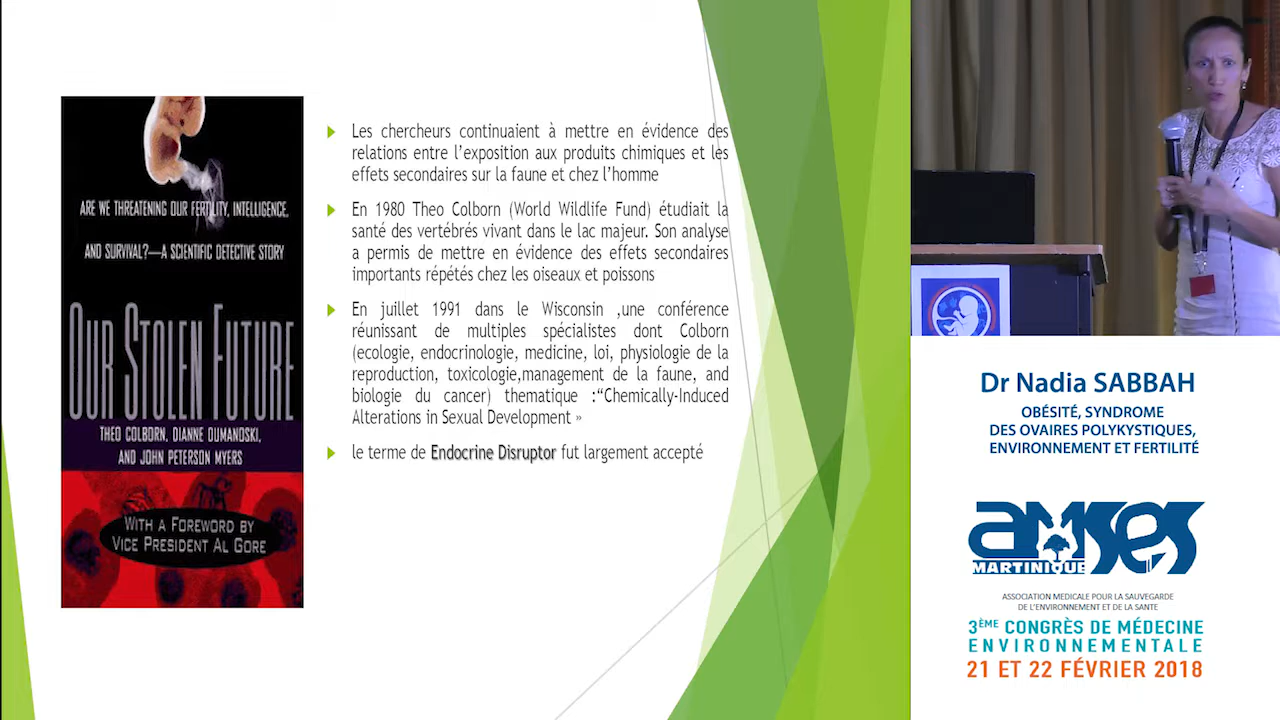 ARE WE THREATENING OUR FERTILITY, INTELLIGENCE,
AND SURVIVAL?—A SCIENTIFIC DETECTIVE STORY
OUR STOLEN FUTURE
THEO COLBORN, DIANNE DUMANOSKI,
AND JOHN PETERSON MYERS
WITH A FOREWORD BY
VICE PRESIDENT AL GORE
Les chercheurs continuaient à mettre en évidence des
relations entre l’exposition aux produits chimiques et les
effets secondaires sur la faune et chez l’homme
En 1980 Theo Colborn (World Wildlife Fund) étudiait la
santé des vertébrés vivant dans le lac majeur. Son analyse
a permis de mettre en évidence des effets secondaires
importants répétés chez les oiseaux et poissons
En juillet 1991 dans le Wisconsin ,une conférence
réunissant de multiples spécialistes dont Colborn
(ecologie, endocrinologie, medicine, loi, physiologie de la
reproduction, toxicologie,management de la faune, and
biologie du cancer) thematique :“Chemically-Induced
Alterations in Sexual Development »
le terme de Endocrine Disruptor fut largement accepté
Dr Nadia SABBAH
OBÉSITÉ, SYNDROME
DES OVAIRES POLYKYSTIQUES,
ENVIRONNEMENT ET FERTILITÉ
AMSES
MARTINIQUE
ASSOCIATION MEDICALE POUR LA SAUVEGARDE
DE L’ENVIRONNEMENT ET DE LA SANTE
3ÈME CONGRÈS DE MÉDECINE
ENVIRONNEMENTALE
21 ET 22 FÉVRIER 2018